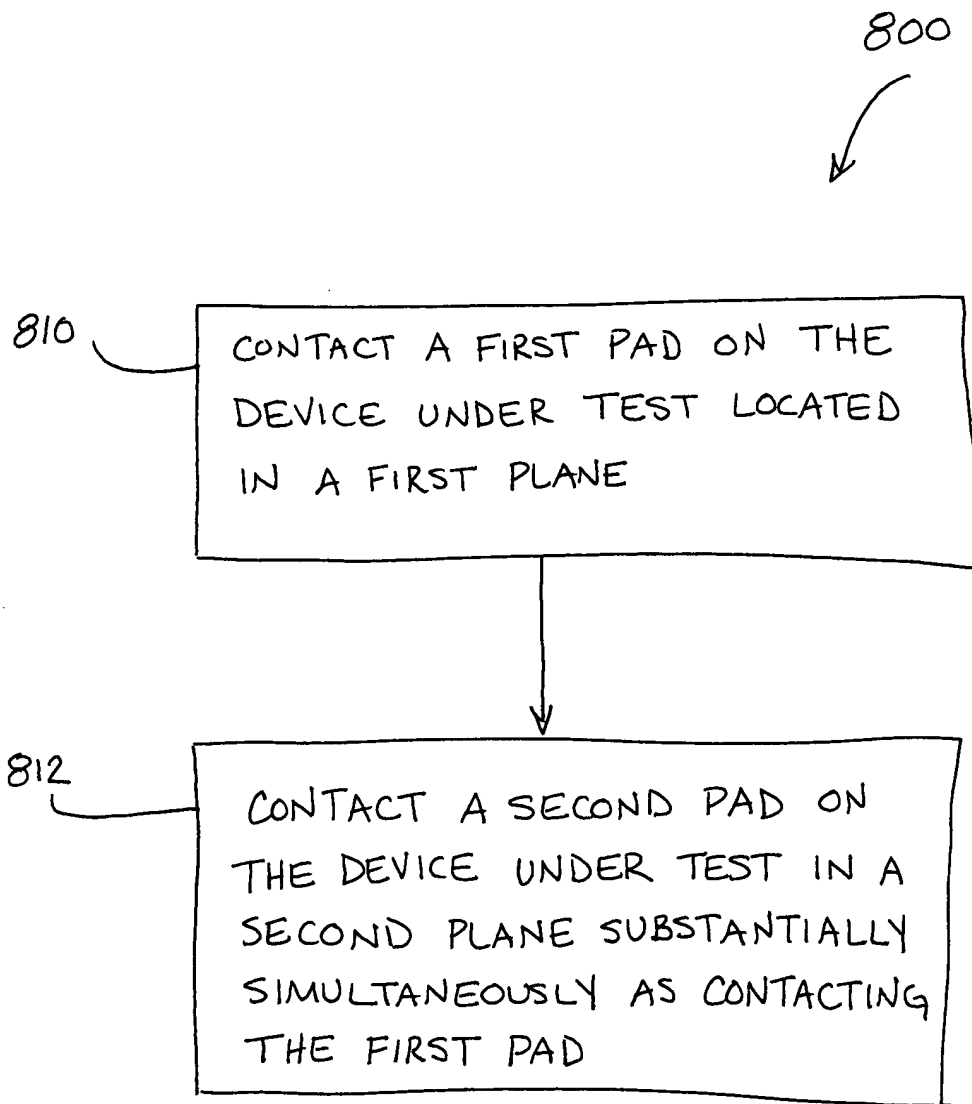 800
810
CONTACT A FIRST PAD ON THE
DEVICE UNDER TEST LOCATED
IN A FIRST PLANE
812
CONTACT A SECOND PAD ON
THE DEVICE UNDER TEST IN A
SECOND PLANE SUBSTANTIALLY
SIMULTANEOUSLY AS CONTACTING
THE FIRST PAD